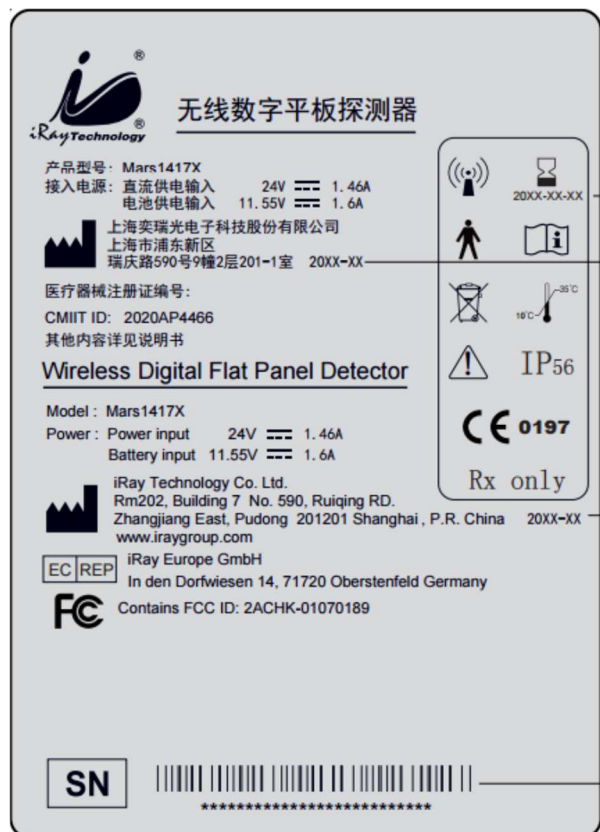 ®
®
iRayTechnology
无线数字平板探测器
产品型号: Mars1417X
接入电源: 直流供电输入 24V 1.46A
电池供电输入 11.55V 1.6A
上海奕瑞光电子科技股份有限公司
上海市浦东新区
瑞庆路590号9幢2层201-1室 20XX-XX
医疗器械注册证编号:
CMIIT ID: 2020AP4466
其他内容详见说明书
20XX-XX-XX
i
35°C
10°C
IP56
CE 0197
Rx only
Wireless Digital Flat Panel Detector
Model : Mars1417X
Power : Power input 24V 1.46A
Battery input 11.55V 1.6A
iRay Technology Co. Ltd.
Rm202, Building 7 No. 590, Ruiqing RD.
Zhangjiang East, Pudong 201201 Shanghai , P.R. China 20XX-XX
www.iraygroup.com
EC REP
iRay Europe GmbH
In den Dorfwiesen 14, 71720 Oberstenfeld Germany
FC Contains FCC ID: 2ACHK-01070189
SN
**************************